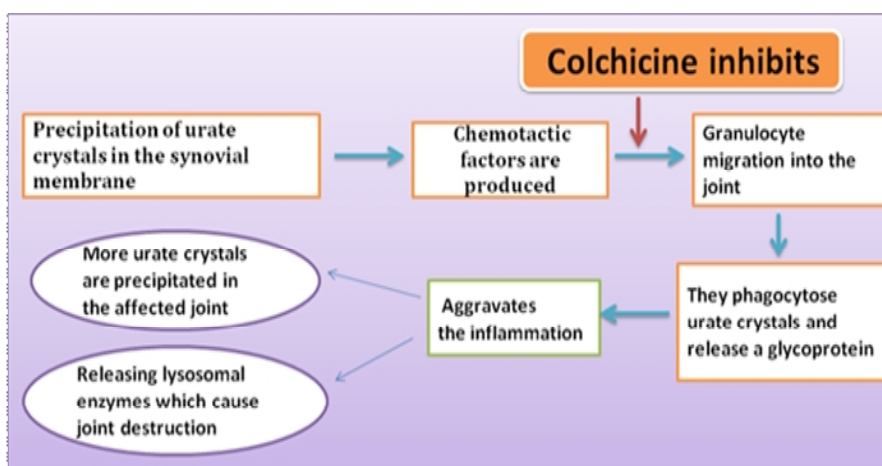 Colchicine inhibits
Precipitation of urate
crystals in the synovial
membrane
Chemotactic
factors are
produced
Granulocyte
migration into the
joint
They phagocytose
urate crystals and
release a glycoprotein
Aggravates
the inflammation
More urate crystals
are precipitated in
the affected joint
Releasing lysosomal
enzymes which cause
joint destruction